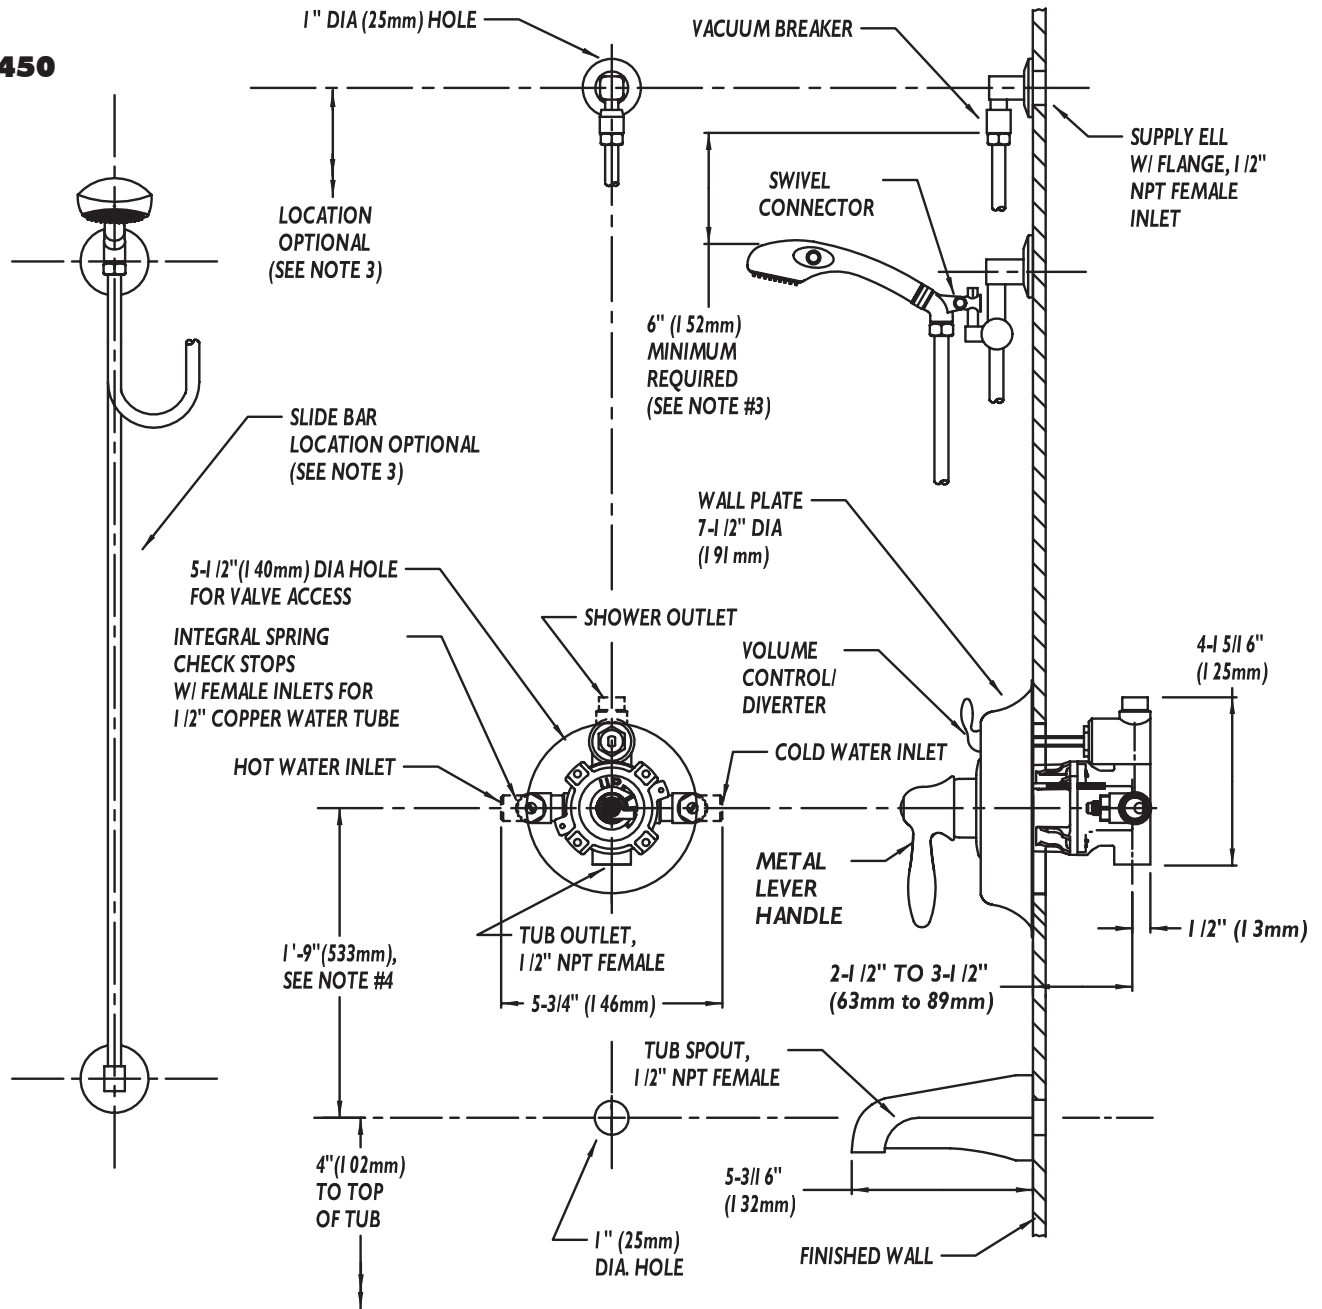 450
1" DIA (25mm) HOLE
VACUUM BREAKER
SUPPLY ELL
W/ FLANGE, 1/2"
NPT FEMALE
INLET
SWIVEL
CONNECTOR
LOCATION
OPTIONAL
(SEE NOTE 3)
6" (152mm)
MINIMUM
REQUIRED
(SEE NOTE #3)
SLIDE BAR
LOCATION OPTIONAL
(SEE NOTE 3)
WALL PLATE
7-1/2" DIA
(191 mm)
5-1/2"(140mm) DIA HOLE
FOR VALVE ACCESS
SHOWER OUTLET
INTEGRAL SPRING
CHECK STOPS
W/ FEMALE INLETS FOR
1/2" COPPER WATER TUBE
VOLUME
CONTROL/
DIVERTER
4-15/16"
(125mm)
HOT WATER INLET
COLD WATER INLET
UP
METAL
LEVER
HANDLE
TUB OUTLET,
1/2" NPT FEMALE
1'-9"(533mm),
SEE NOTE #4
1/2" (13mm)
2-1/2" TO 3-1/2"
(63mm to 89mm)
5-3/4" (146mm)
TUB SPOUT,
1/2" NPT FEMALE
4"(102mm)
TO TOP
OF TUB
5-3/16"
(132mm)
1" (25mm)
DIA. HOLE
FINISHED WALL